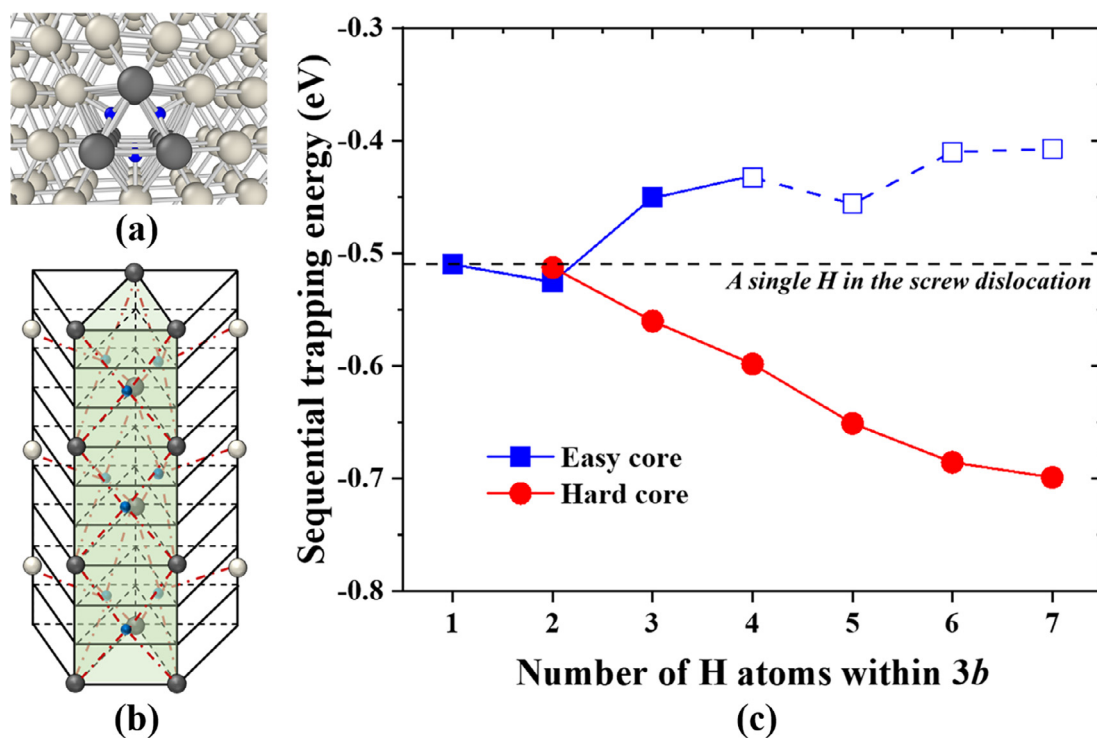 (a)
(b)
Sequential trapping energy (eV)
-0.3
-0.4
-0.5
-0.6
-0.7
-0.8
A single H in the screw dislocation
Easy core
Hard core
1 2 3 4 5 6 7
Number of H atoms within 3b
(c)